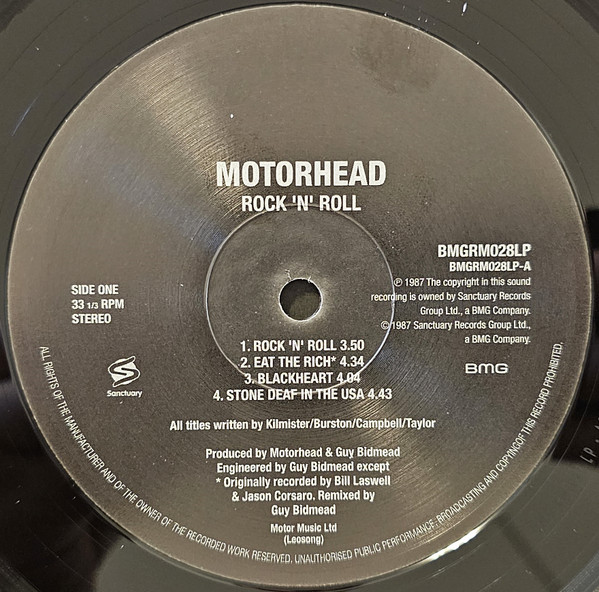 MOTORHEAD
ROCK 'N' ROLL
BMGRM028LP
BMGRM028LP-A
SIDE ONE
33 1/3 RPM
STEREO
℗ 1987 The copyright in this sound
recording is owned by Sanctuary Records
Group Ltd., a BMG Company.
© 1987 Sanctuary Records Group Ltd.,
a BMG Company.
1. ROCK 'N' ROLL 3.50
2. EAT THE RICH* 4.34
3. BLACKHEART 4.04
4. STONE DEAF IN THE USA 4.43
Sanctuary
BMG
All titles written by Kilmister/Burston/Campbell/Taylor
Produced by Motorhead & Guy Bidmead
Engineered by Guy Bidmead except
* Originally recorded by Bill Laswell
& Jason Corsaro. Remixed by
Guy Bidmead
Motor Music Ltd
(Leosong)
ALL RIGHTS OF THE MANUFACTURER AND OF THE OWNER OF THE RECORDED WORK RESERVED. UNAUTHORISED PUBLIC PERFORMANCE, BROADCASTING AND COPYING OF THIS RECORD PROHIBITED.